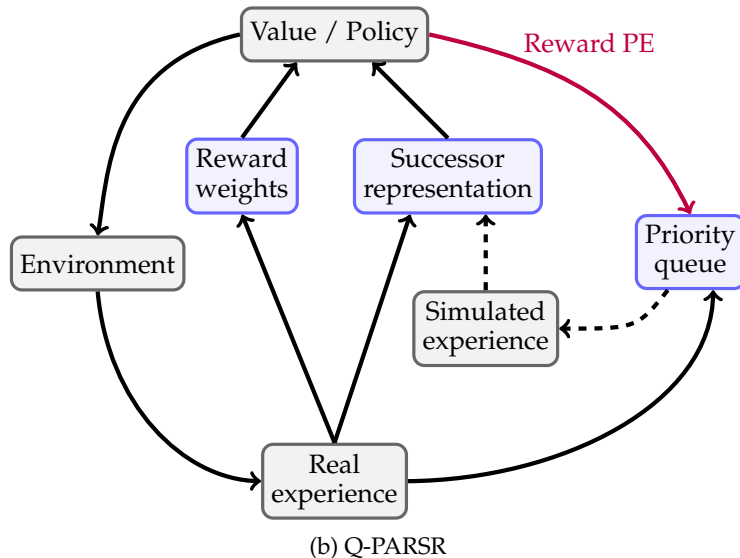 Value / Policy
Reward PE
Reward
weights
Successor
representation
Environment
Priority
queue
Simulated
experience
Real
experience
(b) Q-PARSR